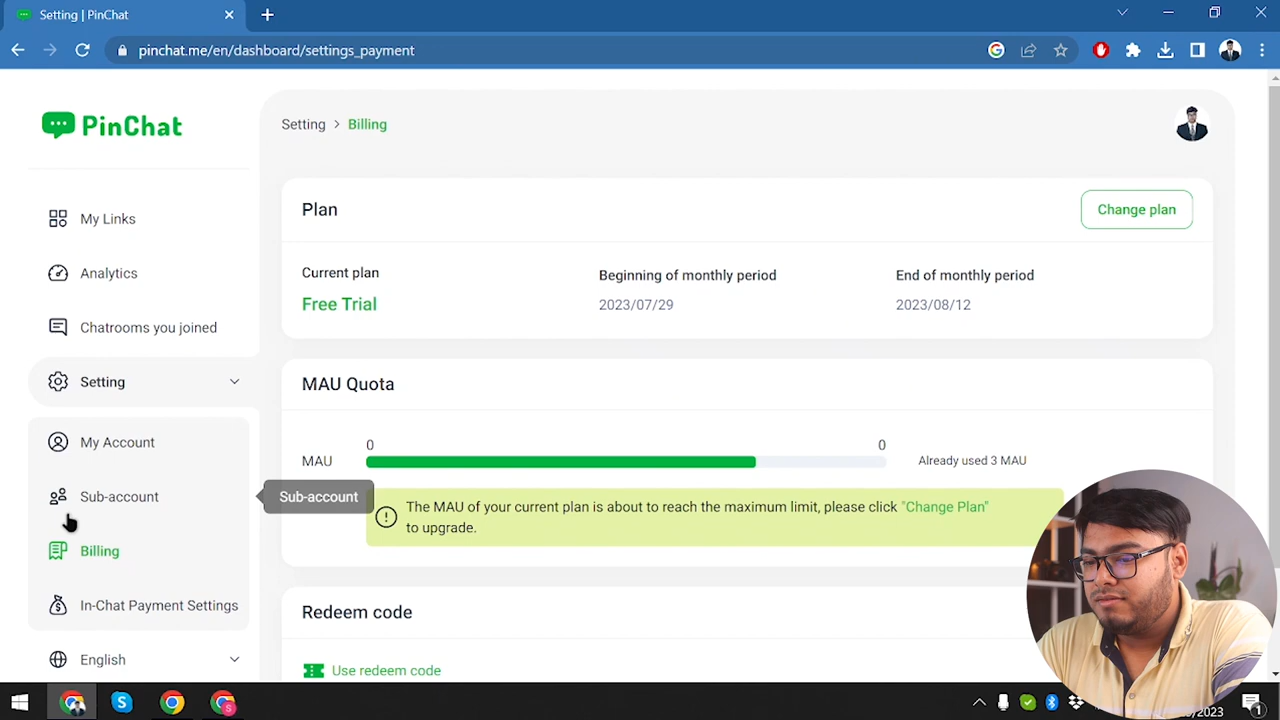 Setting | PinChat
pinchat.me/en/dashboard/settings_payment
PinChat
Setting > Billing
My Links
Analytics
Chatrooms you joined
Setting
My Account
Sub-account
Sub-account
Billing
In-Chat Payment Settings
English
Plan
Change plan
Current plan
Beginning of monthly period
End of monthly period
Free Trial
2023/07/29
2023/08/12
MAU Quota
0
0
MAU
Already used 3 MAU
The MAU of your current plan is about to reach the maximum limit, please click "Change Plan"
to upgrade.
Redeem code
Use redeem code
/2023
1